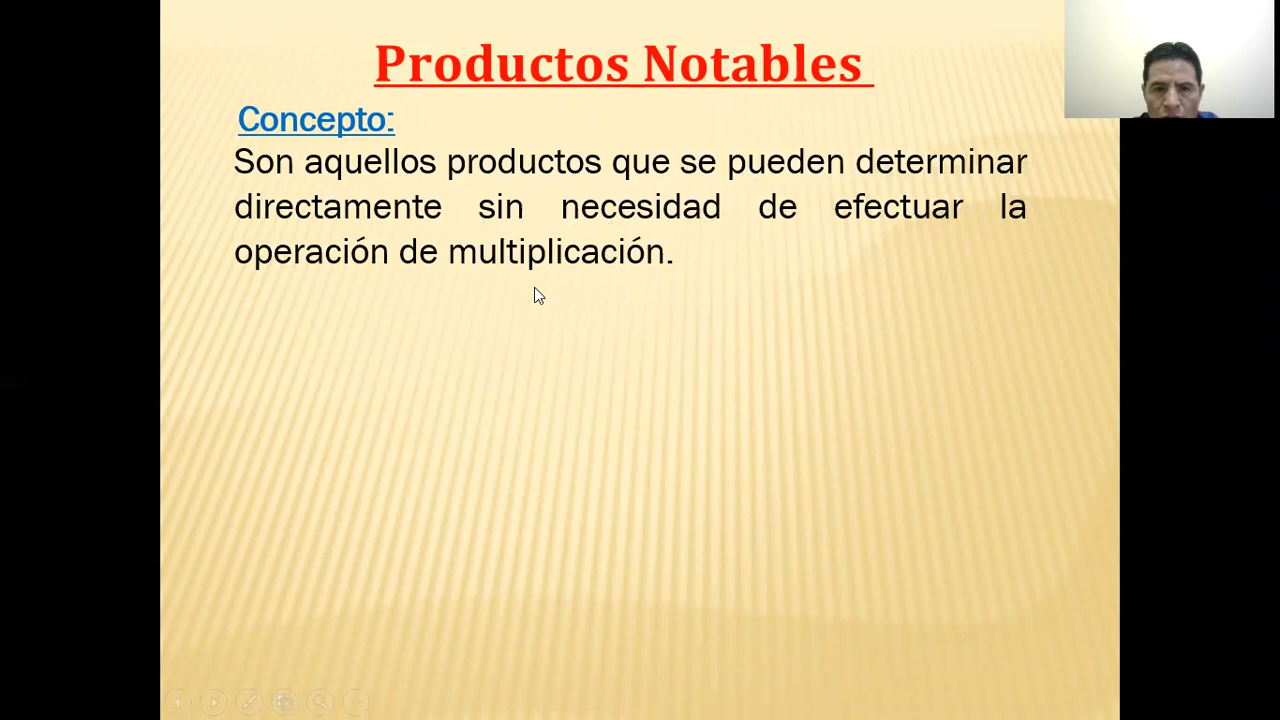 Productos Notables
Concepto:
Son aquellos productos que se pueden determinar
directamente sin necesidad de efectuar la
operación de multiplicación.